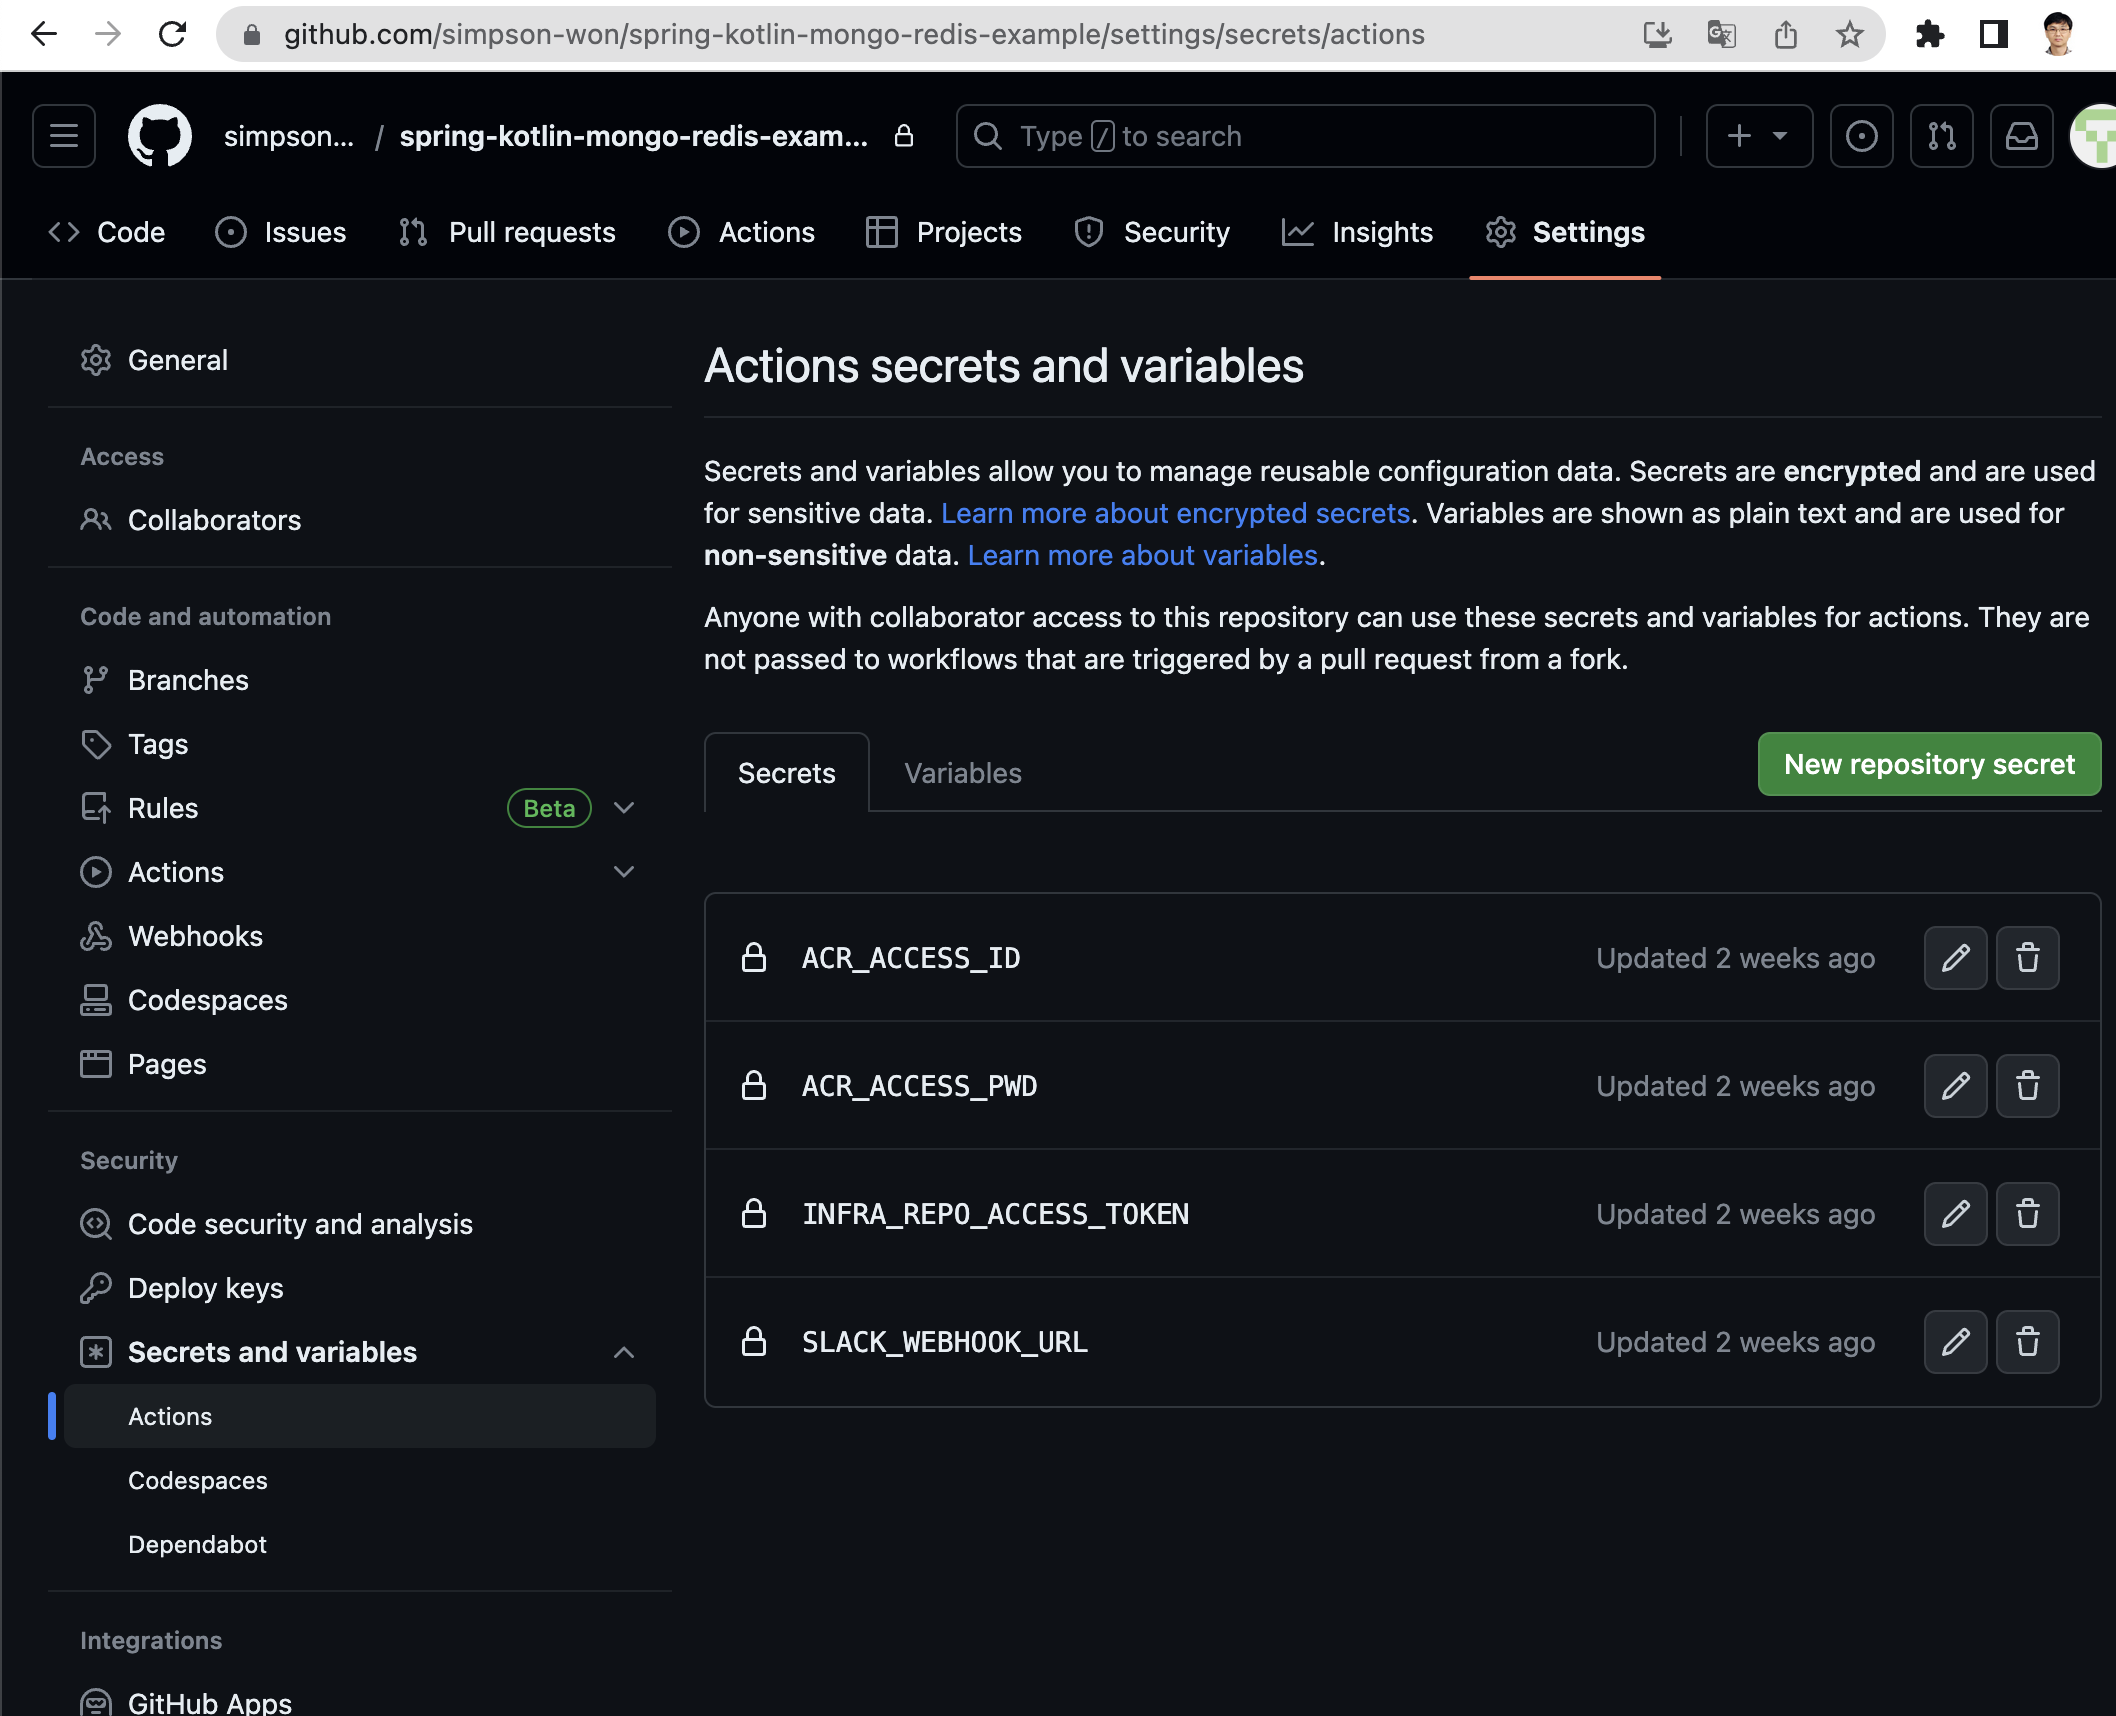 github.com/simpson-won/spring-kotlin-mongo-redis-example/settings/secrets/actions
simpson... / spring-kotlin-mongo-redis-exam...
Type / to search
Code Issues Pull requests Actions Projects Security Insights Settings
General
Access
Collaborators
Code and automation
Branches
Tags
Rules Beta
Actions
Webhooks
Codespaces
Pages
Security
Code security and analysis
Deploy keys
Secrets and variables
Actions
Codespaces
Dependabot
Integrations
GitHub Apps
Actions secrets and variables
Secrets and variables allow you to manage reusable configuration data. Secrets are encrypted and are used
for sensitive data. Learn more about encrypted secrets. Variables are shown as plain text and are used for
non-sensitive data. Learn more about variables.
Anyone with collaborator access to this repository can use these secrets and variables for actions. They are
not passed to workflows that are triggered by a pull request from a fork.
Secrets Variables New repository secret
ACR_ACCESS_ID Updated 2 weeks ago
ACR_ACCESS_PWD Updated 2 weeks ago
INFRA_REPO_ACCESS_TOKEN Updated 2 weeks ago
SLACK_WEBHOOK_URL Updated 2 weeks ago